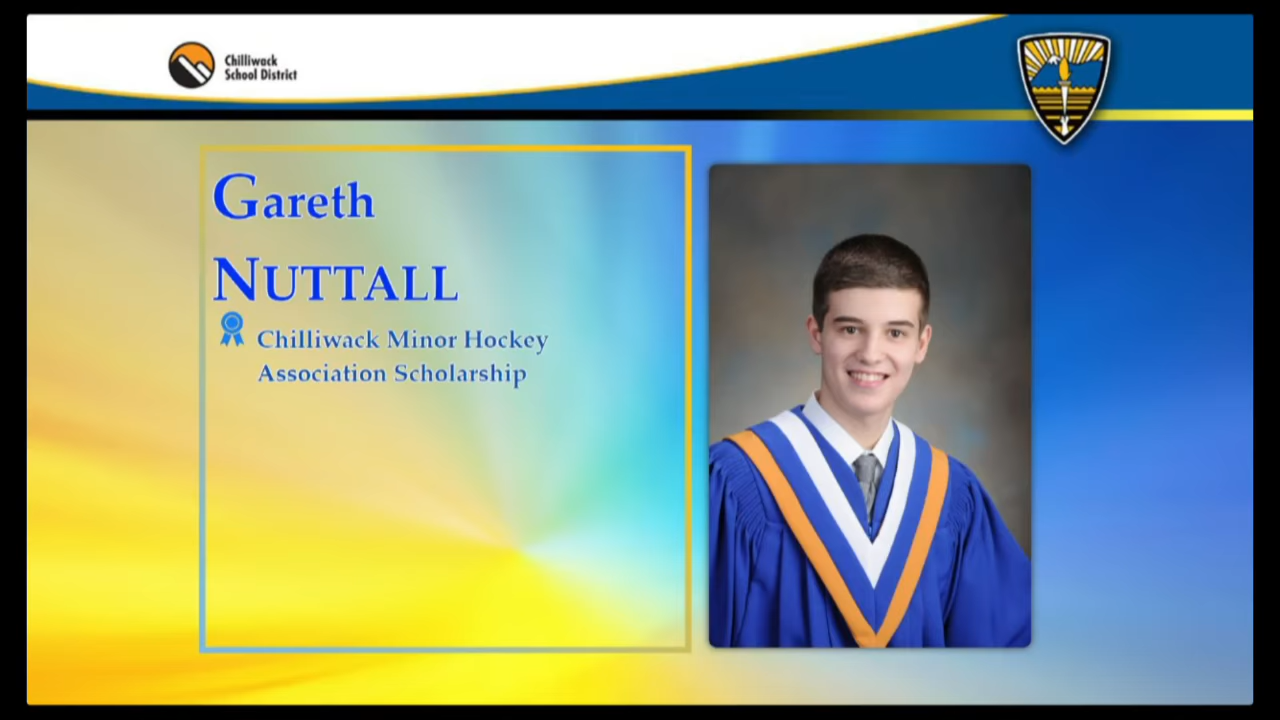 Chilliwack
School District
Gareth
NUTTALL
Chilliwack Minor Hockey
Association Scholarship